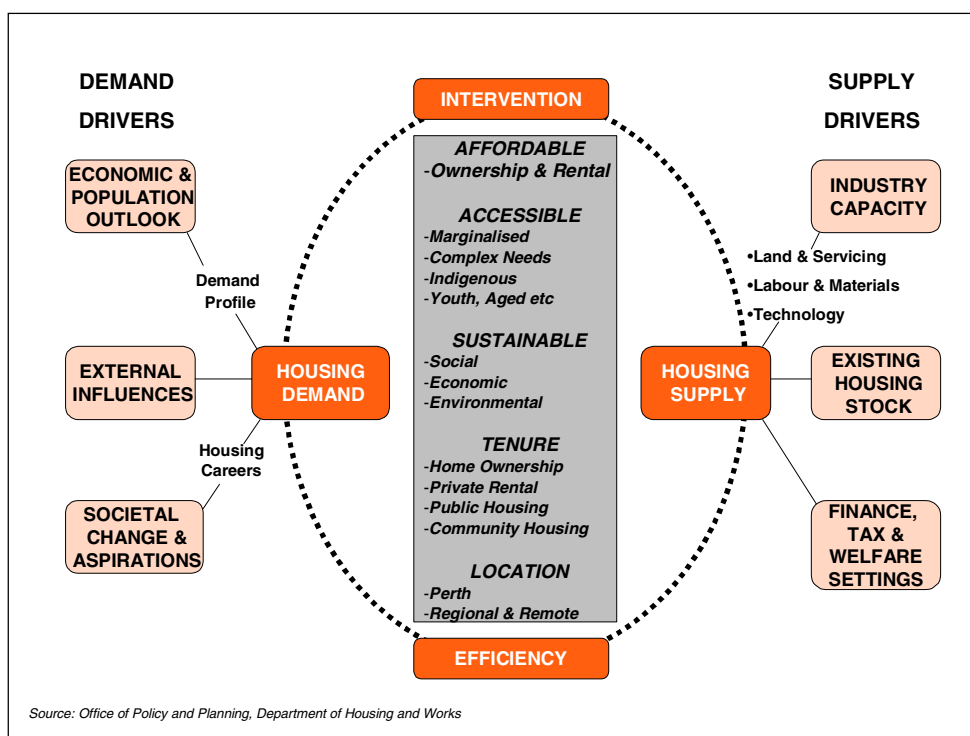 DEMAND
DRIVERS
ECONOMIC &
POPULATION
OUTLOOK
Demand
Profile
EXTERNAL
INFLUENCES
HOUSING
DEMAND
Housing
Careers
SOCIETAL
CHANGE &
ASPIRATIONS
INTERVENTION
AFFORDABLE
-Ownership & Rental
ACCESSIBLE
-Marginalised
-Complex Needs
-Indigenous
-Youth, Aged etc
SUSTAINABLE
-Social
-Economic
-Environmental
TENURE
-Home Ownership
-Private Rental
-Public Housing
-Community Housing
LOCATION
-Perth
-Regional & Remote
EFFICIENCY
SUPPLY
DRIVERS
INDUSTRY
CAPACITY
•Land & Servicing
•Labour & Materials
•Technology
HOUSING
SUPPLY
EXISTING
HOUSING
STOCK
FINANCE,
TAX &
WELFARE
SETTINGS
Source: Office of Policy and Planning, Department of Housing and Works